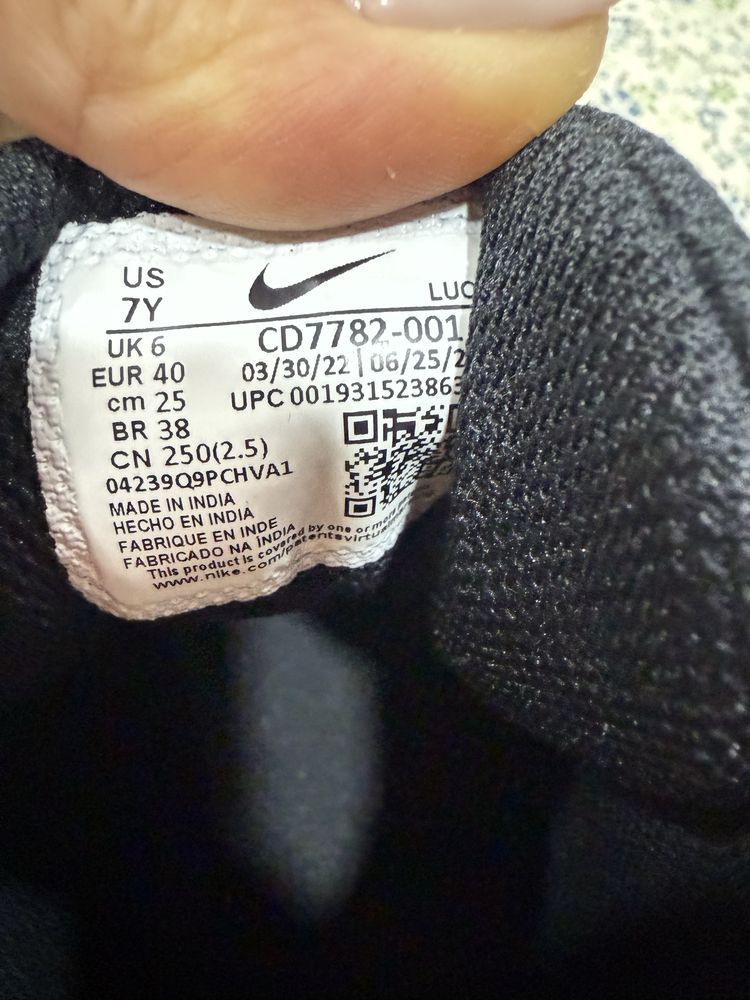 US
7Y
LUC
UK 6
CD7782-001
EUR 40
03/30/22 | 06/25/2
cm 25
UPC 00193152386
BR 38
CN 250(2.5)
04239Q9PCHVA1
MADE IN INDIA
HECHO EN INDIA
FABRIQUE EN INDE
FABRICADO NA ÍNDIA
This product is covered by one or more
www.nike.com/patentsvirtua